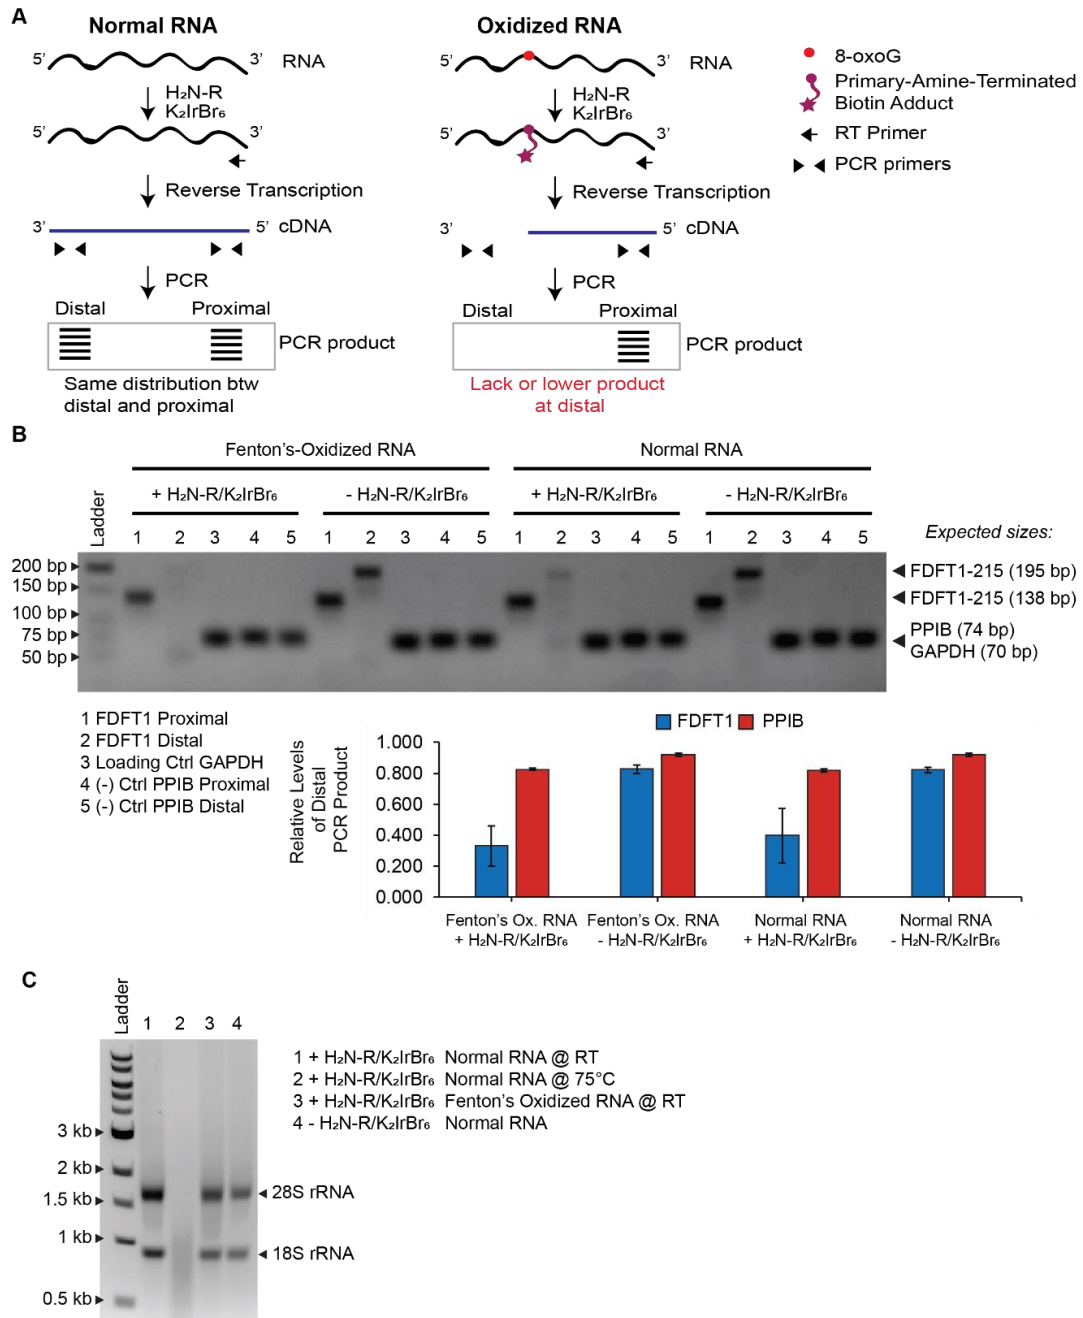 A
Normal RNA
5’ 3’ RNA
H₂N-R
K₂IrBr₆
5’ 3’
Reverse Transcription
3’ 5’ cDNA
PCR
Distal Proximal
PCR product
Same distribution btw
distal and proximal
Oxidized RNA
5’ 3’ RNA
H₂N-R
K₂IrBr₆
5’ 3’
Reverse Transcription
3’ 5’ cDNA
PCR
Distal Proximal
PCR product
Lack or lower product
at distal
8-oxoG
Primary-Amine-Terminated
Biotin Adduct
RT Primer
PCR primers
B
Fenton’s-Oxidized RNA Normal RNA
+ H₂N-R/K₂IrBr₆ - H₂N-R/K₂IrBr₆ + H₂N-R/K₂IrBr₆ - H₂N-R/K₂IrBr₆
Ladder 1 2 3 4 5 1 2 3 4 5 1 2 3 4 5 1 2 3 4 5
Expected sizes:
200 bp
150 bp
100 bp
75 bp
50 bp
FDFT1-215 (195 bp)
FDFT1-215 (138 bp)
PPIB (74 bp)
GAPDH (70 bp)
1 FDFT1 Proximal
2 FDFT1 Distal
3 Loading Ctrl GAPDH
4 (-) Ctrl PPIB Proximal
5 (-) Ctrl PPIB Distal
FDFT1 PPIB
Relative Levels
of Distal
PCR Product
1.000
0.800
0.600
0.400
0.200
0.000
Fenton’s Ox. RNA
+ H₂N-R/K₂IrBr₆
Fenton’s Ox. RNA
- H₂N-R/K₂IrBr₆
Normal RNA
+ H₂N-R/K₂IrBr₆
Normal RNA
- H₂N-R/K₂IrBr₆
C
Ladder 1 2 3 4
3 kb
2 kb
1.5 kb
1 kb
0.5 kb
28S rRNA
18S rRNA
1 + H₂N-R/K₂IrBr₆ Normal RNA @ RT
2 + H₂N-R/K₂IrBr₆ Normal RNA @ 75°C
3 + H₂N-R/K₂IrBr₆ Fenton’s Oxidized RNA @ RT
4 - H₂N-R/K₂IrBr₆ Normal RNA